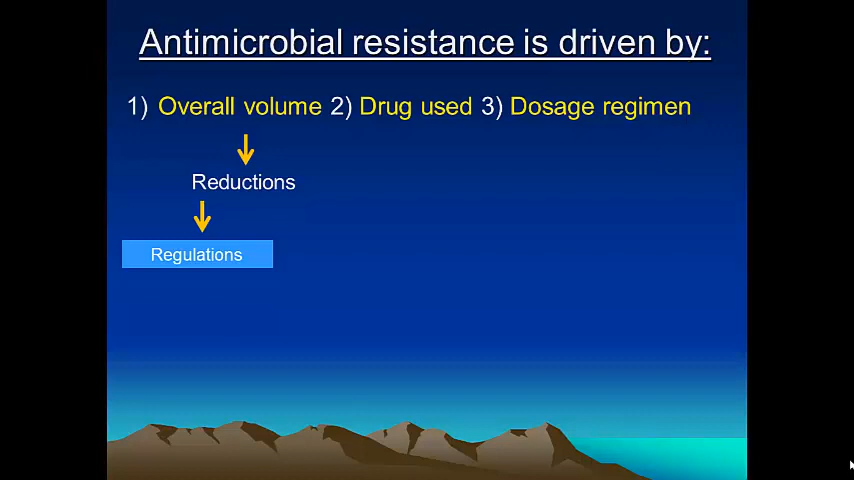 Antimicrobial resistance is driven by:
1) Overall volume 2) Drug used 3) Dosage regimen
Reductions
Regulations